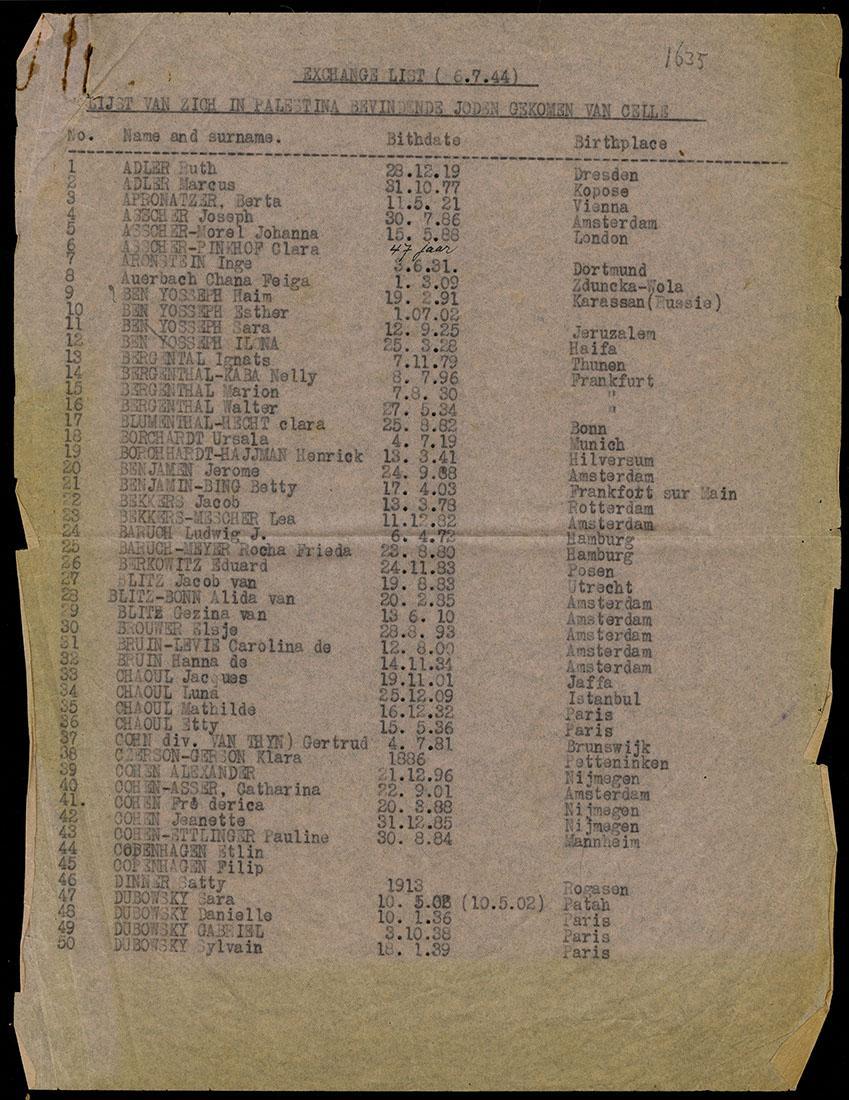 1635
EXCHANGE LIST ( 6.7.44)
LIJST VAN ZICH IN PALESTINA BEVINDENDE JODEN GEKOMEN VAN CELLE
No. Name and surname. Bithdate Birthplace
1 ADLER Ruth 28.12.19 Dresden
2 ADLER Marcus 31.10.77 Kopose
3 APBONATZER, Berta 11.5. 21 Vienna
4 ASSCHER Joseph 30. 7.86 Amsterdam
5 ASSCHER-Morel Johanna 15. 5.88 London
6 ASSCHER-PINKHOF Clara 47 jaar
7 ARONSTEIN Inge 3.6.31. Dortmund
8 Auerbach Chana Feiga 1. 3.09 Zduncka-Wola
9 BEN YOSSEPH Haim 19. 2.91 Karassan(Russie)
10 BEN YOSSEPH Esther 1.07.02
11 BEN YOSSEPH Sara 12. 9.25 Jeruzalem
12 BEN YOSSEPH ILONA 25. 3.28 Haifa
13 BERGENTAL Ignats 7.11.79 Thunen
14 BERGENTHAL-KABA Nelly 8. 7.96 Frankfurt
15 BERGENTHAL Marion 7.8. 30 "
16 BERGENTHAL Walter 27. 5.34 "
17 BLUMENTHAL-HECHT clara 25. 8.82 Bonn
18 BORCHARDT Ursala 4. 7.19 Munich
19 BORCHHARDT-HAJJMAN Henrick 13. 3.41 Hilversum
20 BENJAMEN Jerome 24. 9.88 Amsterdam
21 BENJAMIN-BING Betty 17. 4.03 Frankfort sur Main
22 BEKKERS Jacob 13. 3.78 Rotterdam
23 BEKKERS-MESCHER Lea 11.12.82 Amsterdam
24 BARUCH Ludwig J. 6. 4.72 Hamburg
25 BARUCH-MEYER Rocha Frieda 28. 8.80 Hamburg
26 BERKOWITZ Eduard 24.11.83 Posen
27 BLITZ Jacob van 19. 8.83 Utrecht
28 BLITZ-BONN Alida van 20. 2.85 Amsterdam
29 BLITZ Gezina van 13 6. 10 Amsterdam
30 BROUWER Elsje 28.8. 93 Amsterdam
31 BRUIN-LEVIE Carolina de 12. 8.00 Amsterdam
32 BRUIN Hanna de 14.11.34 Amsterdam
33 CHAOUL Jacques 19.11.01 Jaffa
34 CHAOUL Luna 25.12.09 Istanbul
35 CHAOUL Mathilde 16.12.32 Paris
36 CHAOUL Etty 15. 5.36 Paris
37 COHN div. VAN THYN) Gertrud 4. 7.81 Brunswijk
38 CZERSON-GERSON Klara 1886 Petteninken
39 COHEN ALEXANDER 21.12.96 Nijmegen
40 COHEN-ASSER, Catharina 22. 9.01 Amsterdam
41. COHEN Fre derica 20. 3.88 Nijmegen
42 COHEN Jeanette 31.12.85 Nijmegen
43 COHEN-ETTLINGER Pauline 30. 8.84 Mannheim
44 COPENHAGEN Etlin
45 COPENHAGEN Filip
46 DINNER Satty 1913 Rogasen
47 DUBOWSKY Sara 10. 5.02 (10.5.02) Patah
48 DUBOWSKY Danielle 10. 1.36 Paris
49 DUBOWSKY GABRIEL 3.10.38 Paris
50 DUBOWSKY Sylvain 18. 1.39 Paris